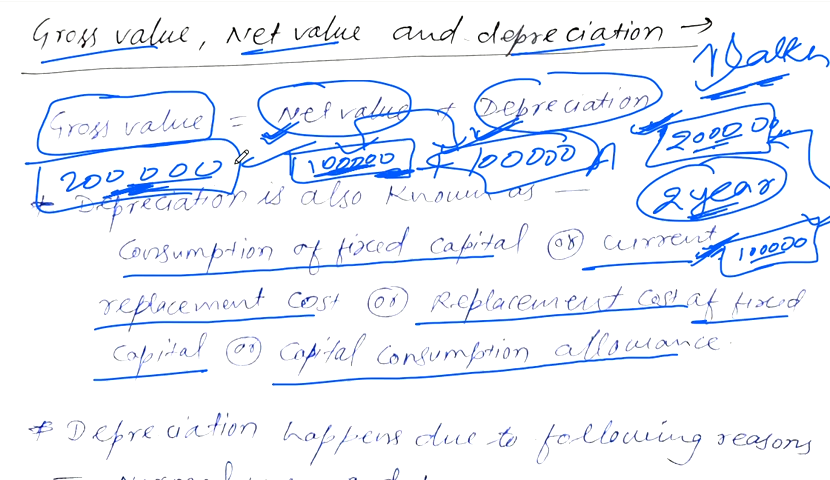 Gross value, Net value and depreciation →
Gross value = Net value + Depreciation
200000
100000 + 100000
200000
2 year
* Depreciation is also known as —
Consumption of fixed capital or current
100000
replacement cost or Replacement cost of fixed
capital or capital consumption allowance.
* Depreciation happens due to following reasons